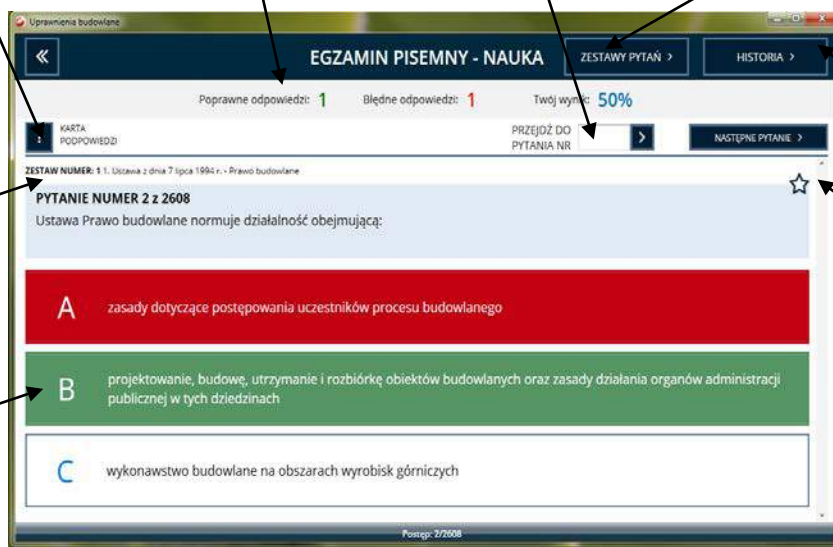 Uprawnienia budowlane
EGZAMIN PISEMNY - NAUKA
ZESTAWY PYTAŃ >
HISTORIA >
Poprawne odpowiedzi: 1 Błędne odpowiedzi: 1 Twój wynik: 50%
KARTA
PODPOWIEDZI
PRZEJDŹ DO
PYTANIA NR
NASTĘPNE PYTANIE >
ZESTAW NUMER: 1 1. Ustawa z dnia 7 lipca 1994 r. - Prawo budowlane
PYTANIE NUMER 2 z 2608
Ustawa Prawo budowlane normuje działalność obejmującą:
A zasady dotyczące postępowania uczestników procesu budowlanego
B projektowanie, budowę, utrzymanie i rozbiórkę obiektów budowlanych oraz zasady działania organów administracji
publicznej w tych dziedzinach
C wykonawstwo budowlane na obszarach wyrobisk górniczych
Postęp: 2/2608